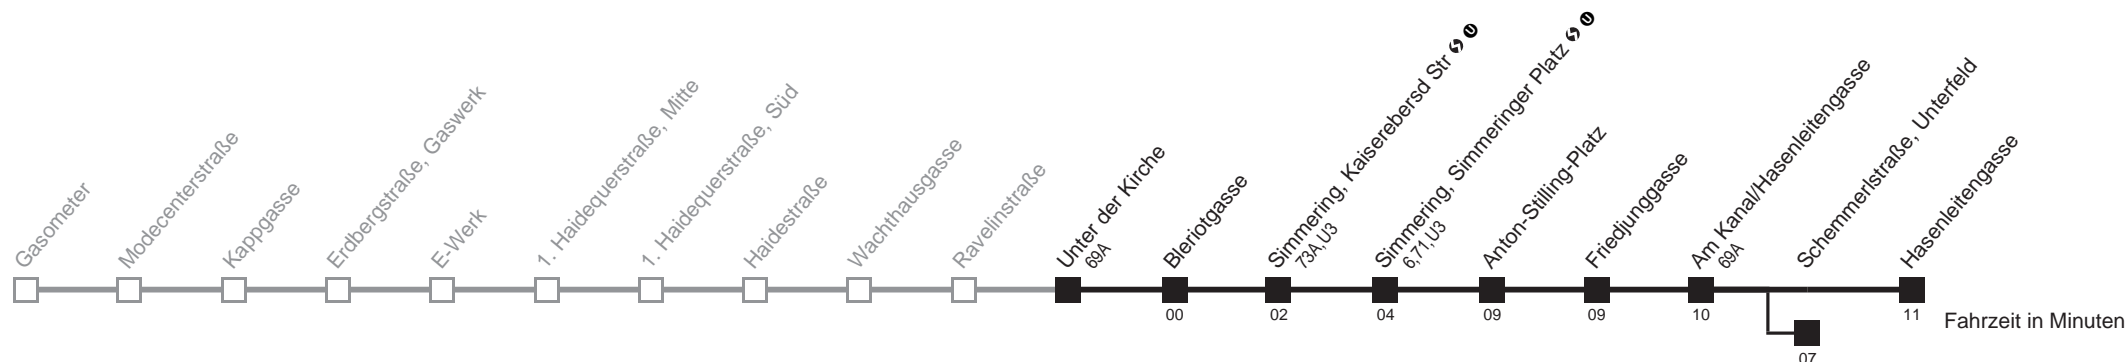 Gasometer
Modecenterstraße
Kappgasse
Erdbergstraße, Gaswerk
E-Werk
1. Haidequerstraße, Mitte
1. Haidequerstraße, Süd
Haidestraße
Wachthausgasse
Ravelinstraße
Unter der Kirche
69A
Bleriotgasse
Simmering, Kaiserebersd Str S U
73A,U3
Simmering, Simmeringer Platz S U
6,71,U3
Anton-Stilling-Platz
Friedjunggasse
Am Kanal/Hasenleitengasse
69A
Schemmerlstraße, Unterfeld
Hasenleitengasse
00 02 04 09 09 10 11
Fahrzeit in Minuten
07